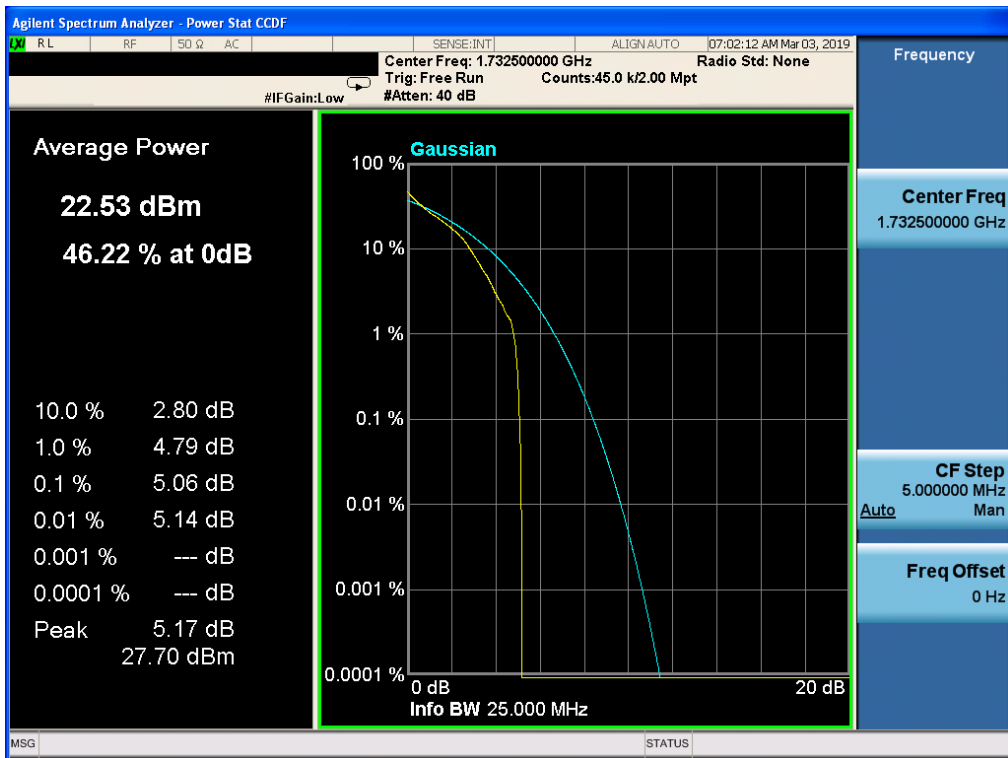 Agilent Spectrum Analyzer - Power Stat CCDF
LXI RL RF 50 Ω AC SENSE:INT ALIGN AUTO 07:02:12 AM Mar 03, 2019
Center Freq: 1.732500000 GHz Radio Std: None
Trig: Free Run Counts:45.0 k/2.00 Mpt
#IFGain:Low #Atten: 40 dB
Frequency
Average Power
22.53 dBm
46.22 % at 0dB
10.0 % 2.80 dB
1.0 % 4.79 dB
0.1 % 5.06 dB
0.01 % 5.14 dB
0.001 % --- dB
0.0001 % --- dB
Peak 5.17 dB
27.70 dBm
Gaussian
100 %
10 %
1 %
0.1 %
0.01 %
0.001 %
0.0001 %
0 dB 20 dB
Info BW 25.000 MHz
Center Freq
1.732500000 GHz
CF Step
5.000000 MHz
Auto Man
Freq Offset
0 Hz
MSG STATUS